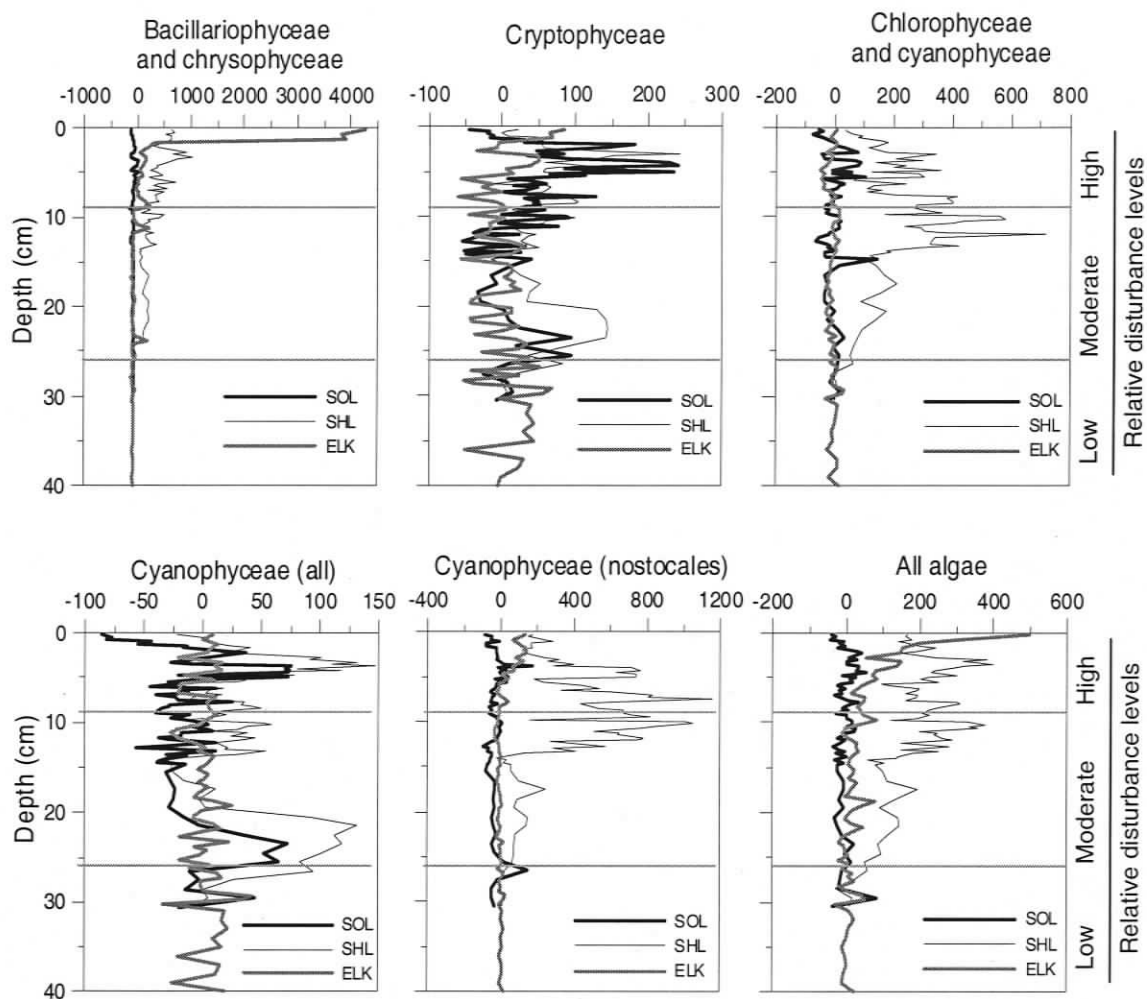 Bacillariophyceae
and chrysophyceae
-1000 0 1000 2000 3000 4000
Cryptophyceae
-100 0 100 200 300
Chlorophyceae
and cyanophyceae
-200 0 200 400 600 800
Depth (cm)
0
10
20
30
40
SOL
SHL
ELK
SOL
SHL
ELK
SOL
SHL
ELK
High
Moderate
Low
Relative disturbance levels
Cyanophyceae (all)
-100 -50 0 50 100 150
Cyanophyceae (nostocales)
-400 0 400 800 1200
All algae
-200 0 200 400 600
Depth (cm)
0
10
20
30
40
SOL
SHL
ELK
SOL
SHL
ELK
SOL
SHL
ELK
High
Moderate
Low
Relative disturbance levels